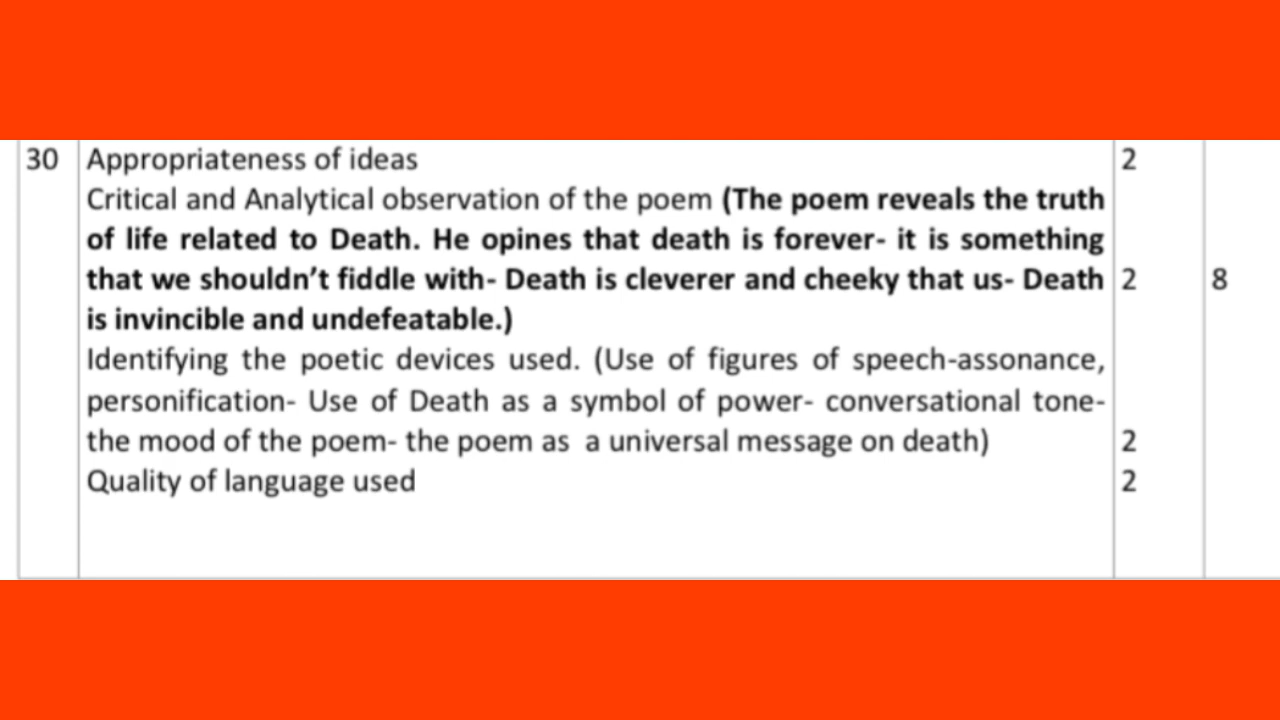 30 Appropriateness of ideas 2
Critical and Analytical observation of the poem (The poem reveals the truth
of life related to Death. He opines that death is forever- it is something
that we shouldn't fiddle with- Death is cleverer and cheeky that us- Death 2 8
is invincible and undefeatable.)
Identifying the poetic devices used. (Use of figures of speech-assonance,
personification- Use of Death as a symbol of power- conversational tone-
the mood of the poem- the poem as a universal message on death) 2
Quality of language used 2